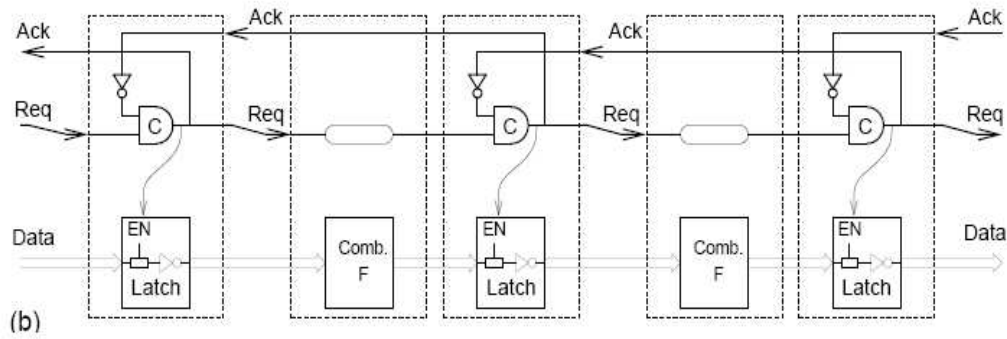 Ack Ack Ack Ack
Req C Req C Req C Req
Data EN Latch Comb. F EN Latch Comb. F EN Latch Data
(b)